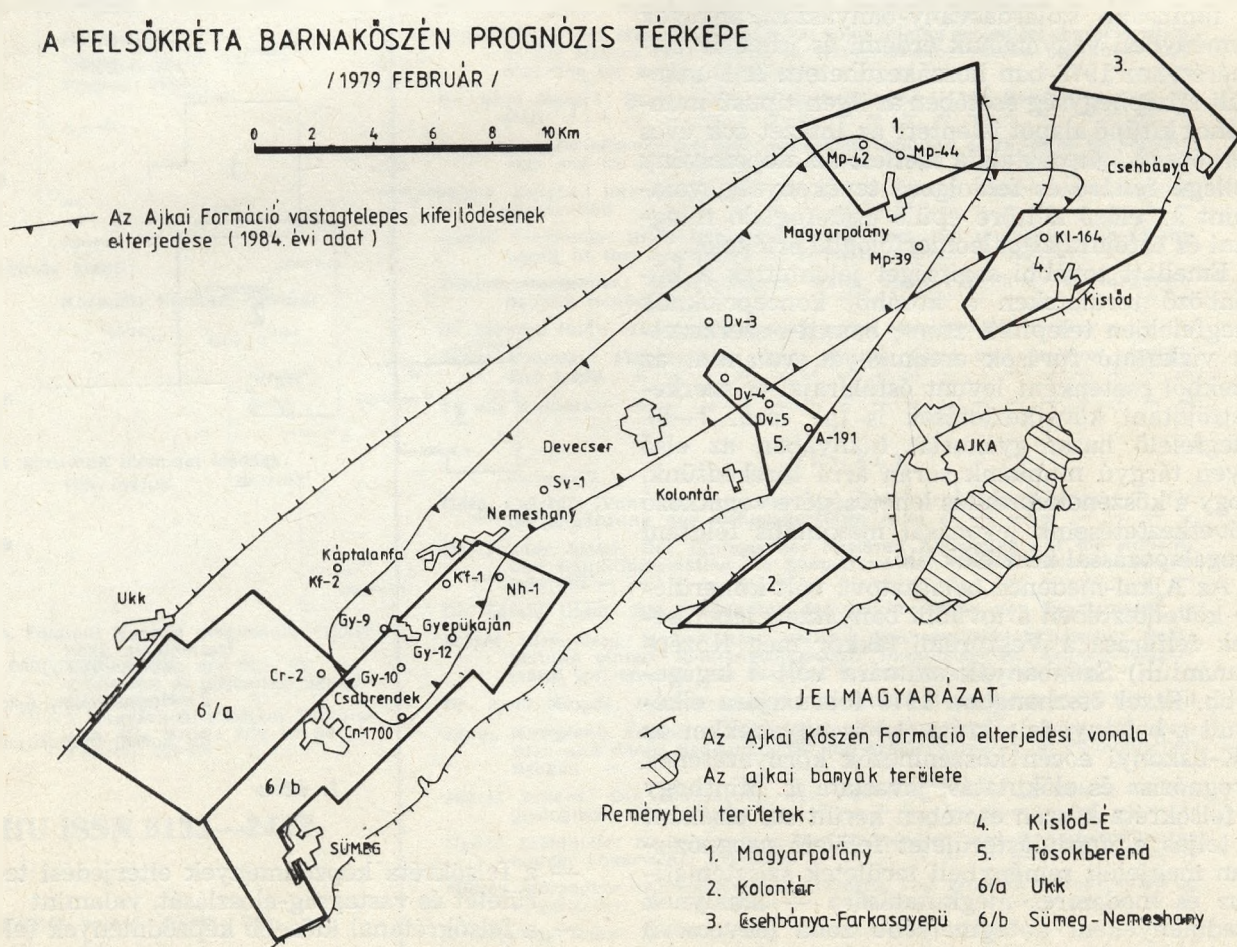 A FELSŐKRÉTA BARNAKŐSZÉN PROGNÓZIS TÉRKÉPE
/1979 FEBRUÁR/
0 2 4 6 8 10 Km
Az Ajkai Formáció vastagtelepes kifejlődésének
elterjedése (1984. évi adat)
3.
1.
Mp-42
Mp-44
Csehbánya
Magyarpolány
Mp-39
Kl-164
4.
Kislőd
Dv-3
Dv-4
Dv-5
5.
A-191
Devecser
AJKA
Kolontár
Sv-1
Nemeshany
Káptalanfa
Kf-2
Kf-1
Nh-1
2.
Ukk
Gy-9
Gyepükaján
Gy-12
Cr-2
Gy-10
Csabrendek
6/a
Cn-1700
6/b
SÜMEG
JELMAGYARÁZAT
Az Ajkai Kőszén Formáció elterjedési vonala
Az ajkai bányák területe
Reménybeli területek:
1. Magyarpolány
2. Kolontár
3. Csehbánya-Farkasgyepü
4. Kislőd-É
5. Tósokberénd
6/a Ukk
6/b Sümeg-Nemeshany